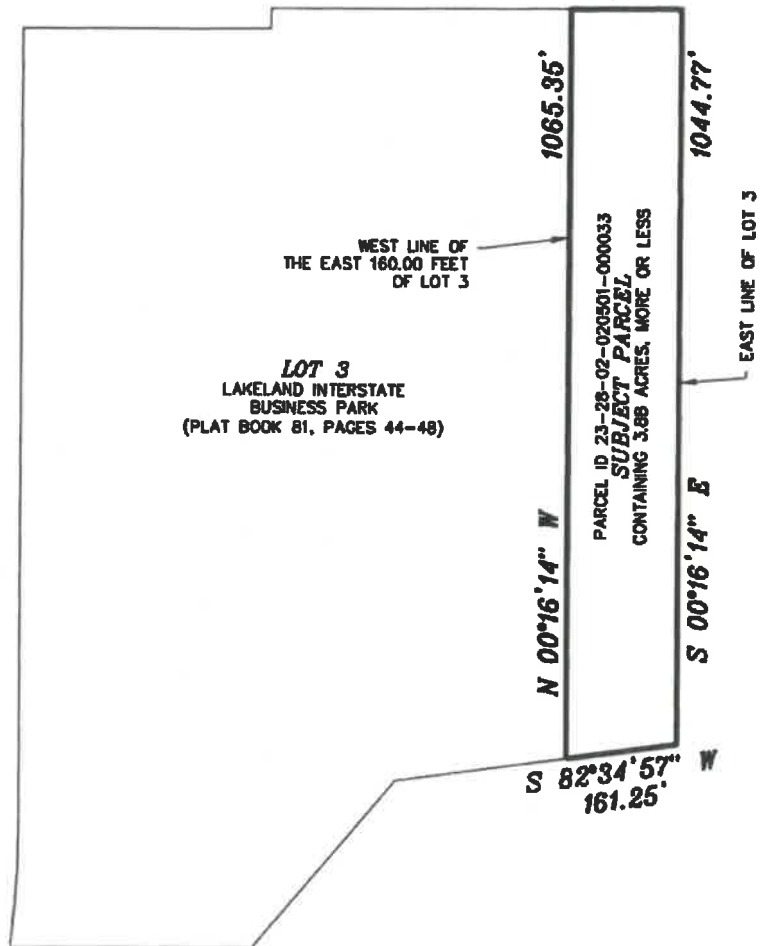 1065.35'
1044.77'
WEST LINE OF
THE EAST 160.00 FEET
OF LOT 3
LOT 3
LAKELAND INTERSTATE
BUSINESS PARK
(PLAT BOOK 81, PAGES 44-48)
PARCEL ID 23-28-02-020501-000033
SUBJECT PARCEL
CONTAINING 3.88 ACRES, MORE OR LESS
EAST LINE OF LOT 3
N 00°16'14" W
S 00°16'14" E
S 82°34'57" W
161.25'